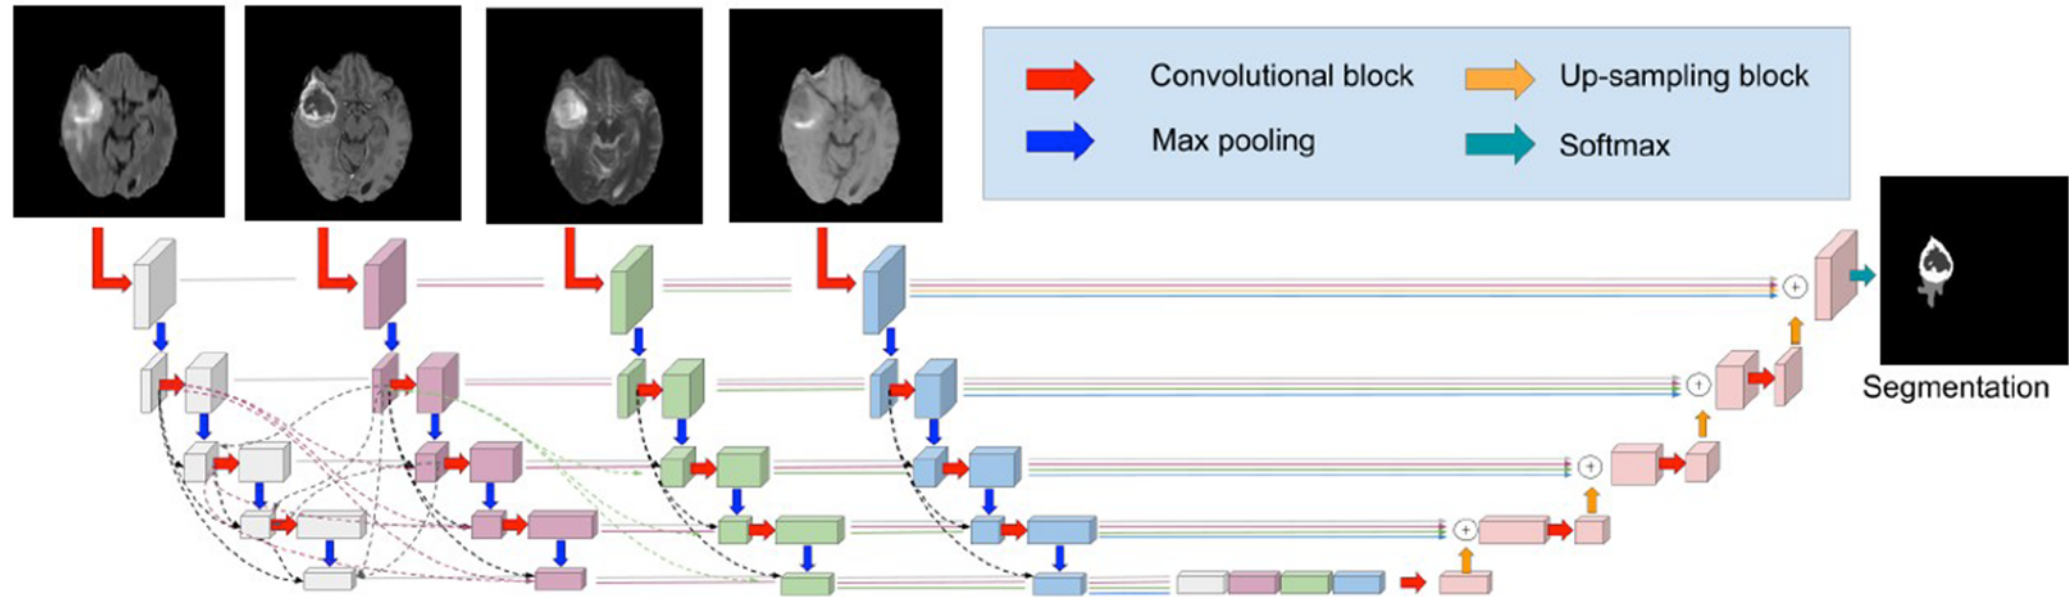 Convolutional block
Up-sampling block
Max pooling
Softmax
Segmentation